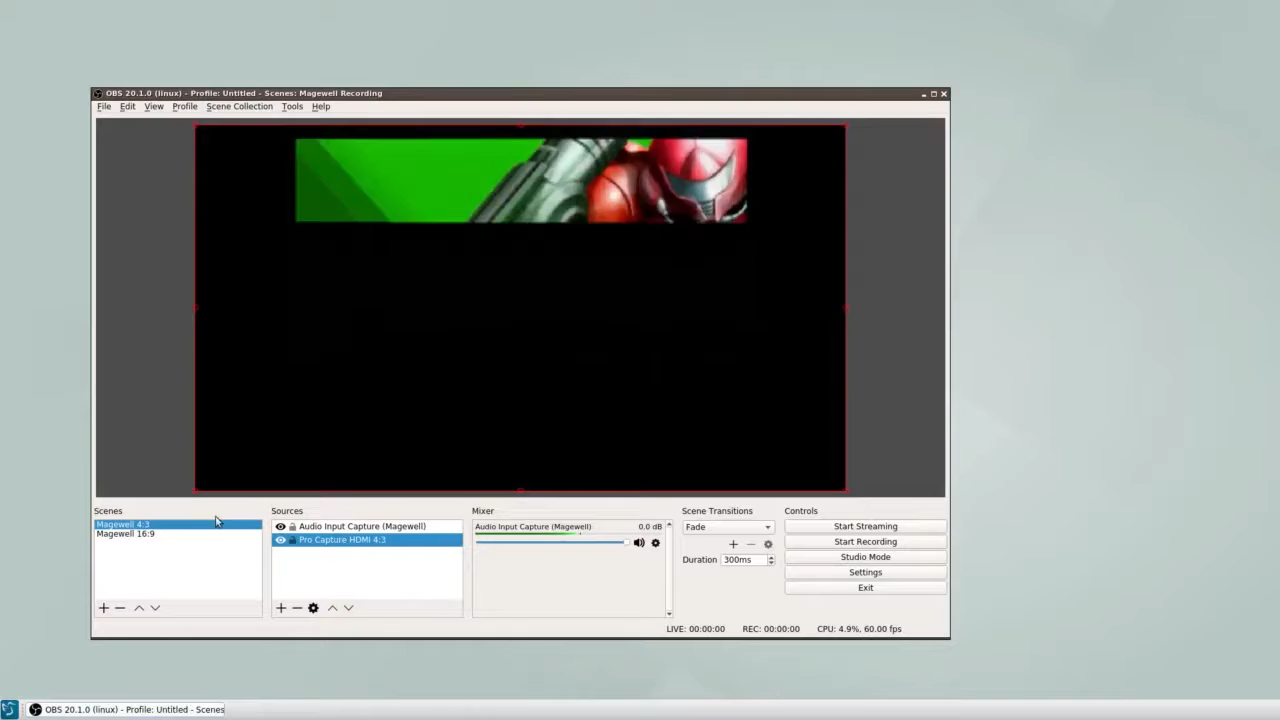 OBS 20.1.0 (linux) - Profile: Untitled - Scenes: Magewell Recording
File Edit View Profile Scene Collection Tools Help
Scenes
Magewell 4:3
Magewell 16:9
Sources
Audio Input Capture (Magewell)
Pro Capture HDMI 4:3
Mixer
Audio Input Capture (Magewell) 0.0 dB
Scene Transitions
Fade
Duration 300ms
Controls
Start Streaming
Start Recording
Studio Mode
Settings
Exit
LIVE: 00:00:00 REC: 00:00:00 CPU: 4.9%, 60.00 fps
OBS 20.1.0 (linux) - Profile: Untitled - Scenes